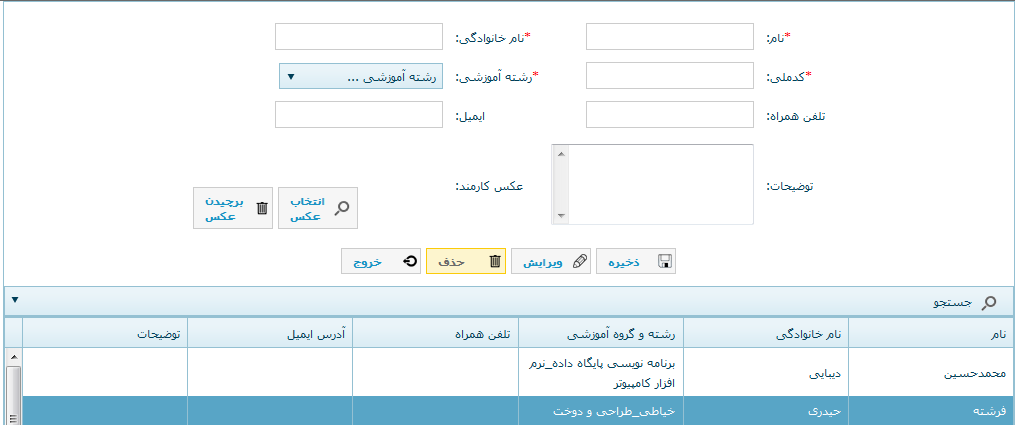 *نام:
*نام خانوادگی:
*کدملی:
*رشته آموزشی:
رشته آموزشی ...
تلفن همراه:
ایمیل:
توضیحات:
عکس کارمند:
انتخاب
عکس
برچیدن
عکس
ذخیره
ویرایش
حذف
خروج
جستجو
نام
نام خانوادگی
رشته و گروه آموزشی
تلفن همراه
آدرس ایمیل
توضیحات
محمدحسین
دیبایی
برنامه نویسی پایگاه داده_نرم
افزار کامپیوتر
فرشته
حیدری
خیاطی_طراحی و دوخت